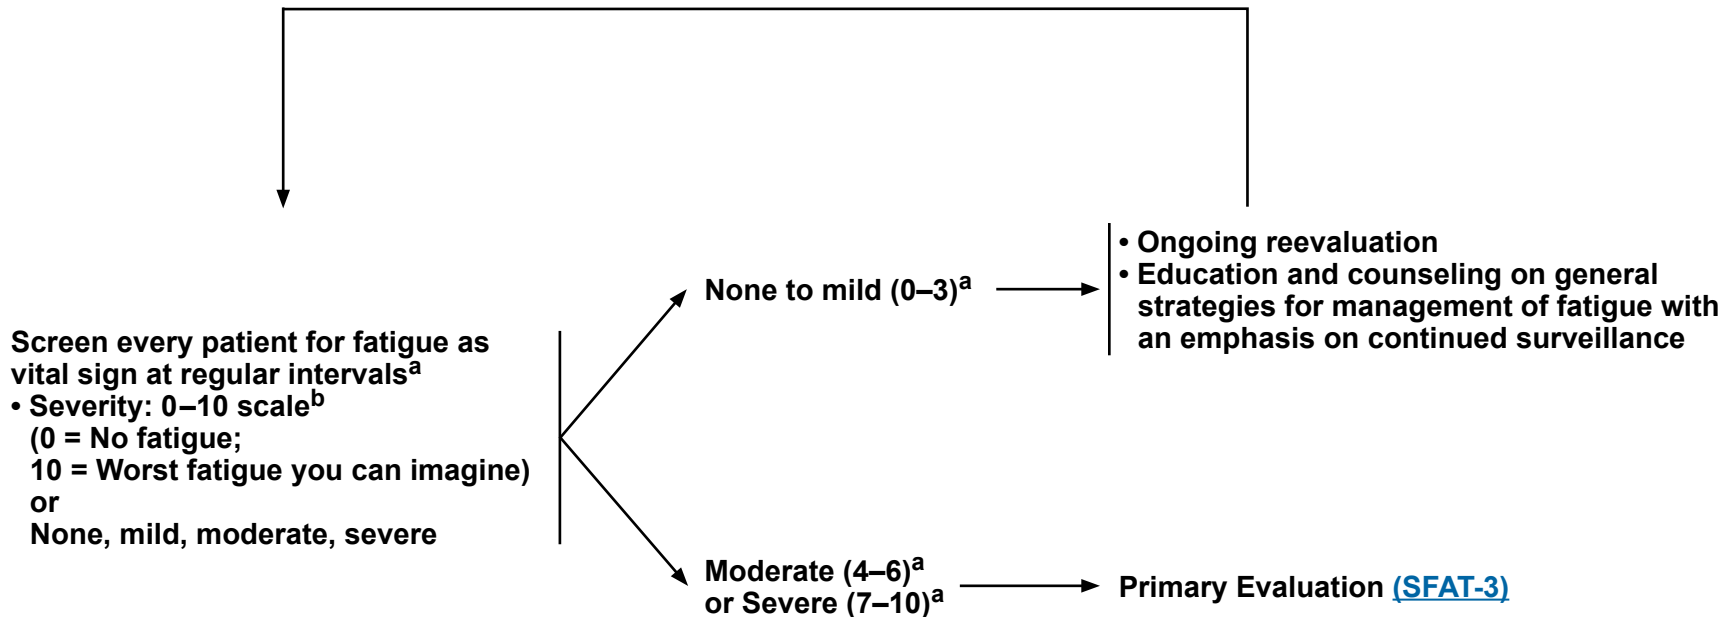 Screen every patient for fatigue as
vital sign at regular intervalsᵃ
• Severity: 0–10 scaleᵇ
(0 = No fatigue;
10 = Worst fatigue you can imagine)
or
None, mild, moderate, severe
None to mild (0–3)ᵃ
• Ongoing reevaluation
• Education and counseling on general
strategies for management of fatigue with
an emphasis on continued surveillance
Moderate (4–6)ᵃ
or Severe (7–10)ᵃ
Primary Evaluation (SFAT-3)